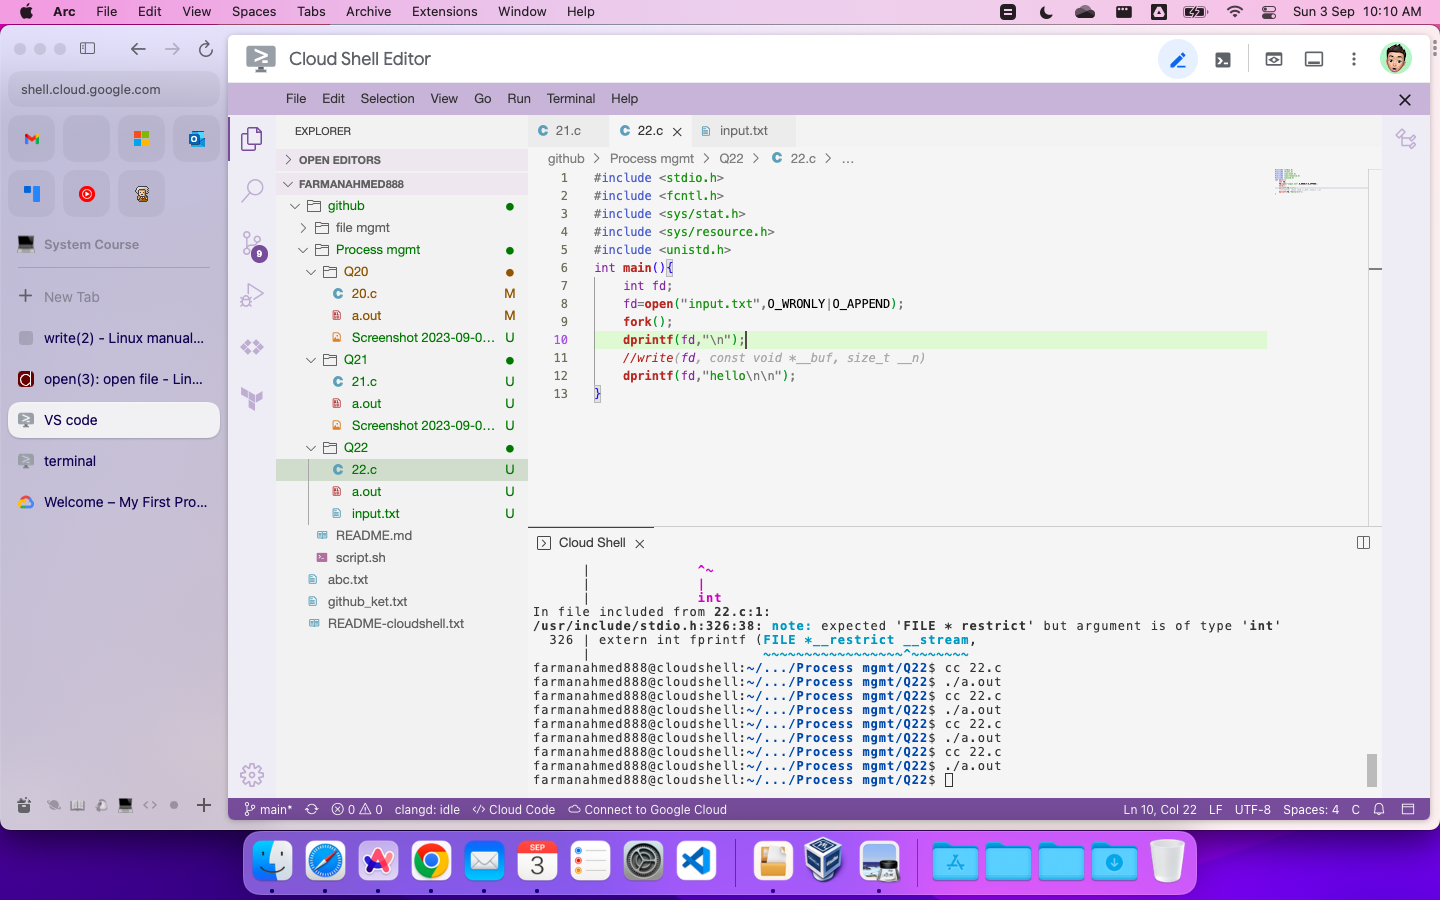 Arc File Edit View Spaces Tabs Archive Extensions Window Help
Sun 3 Sep 10:10 AM
shell.cloud.google.com
System Course
New Tab
write(2) - Linux manual...
open(3): open file - Lin...
VS code
terminal
Welcome – My First Pro...
Cloud Shell Editor
File Edit Selection View Go Run Terminal Help
EXPLORER
OPEN EDITORS
FARMANAHMED888
github
file mgmt
Process mgmt
Q20
20.c M
a.out M
Screenshot 2023-09-0... U
Q21
21.c U
a.out U
Screenshot 2023-09-0... U
Q22
22.c U
a.out U
input.txt U
README.md
script.sh
abc.txt
github_ket.txt
README-cloudshell.txt
9
21.c 22.c input.txt
github > Process mgmt > Q22 > 22.c > ...
1 #include <stdio.h>
2 #include <fcntl.h>
3 #include <sys/stat.h>
4 #include <sys/resource.h>
5 #include <unistd.h>
6 int main(){
7 int fd;
8 fd=open("input.txt",O_WRONLY|O_APPEND);
9 fork();
10 dprintf(fd,"\n");
11 //write(fd, const void *__buf, size_t __n)
12 dprintf(fd,"hello\n\n");
13 }
Cloud Shell
| ^~
| |
| int
In file included from 22.c:1:
/usr/include/stdio.h:326:38: note: expected 'FILE * restrict' but argument is of type 'int'
326 | extern int fprintf (FILE *__restrict __stream,
| ~~~~~~~~~~~~~~~~~^~~~~~~~
farmanahmed888@cloudshell:~/.../Process mgmt/Q22$ cc 22.c
farmanahmed888@cloudshell:~/.../Process mgmt/Q22$ ./a.out
farmanahmed888@cloudshell:~/.../Process mgmt/Q22$ cc 22.c
farmanahmed888@cloudshell:~/.../Process mgmt/Q22$ ./a.out
farmanahmed888@cloudshell:~/.../Process mgmt/Q22$ cc 22.c
farmanahmed888@cloudshell:~/.../Process mgmt/Q22$ ./a.out
farmanahmed888@cloudshell:~/.../Process mgmt/Q22$ cc 22.c
farmanahmed888@cloudshell:~/.../Process mgmt/Q22$ ./a.out
farmanahmed888@cloudshell:~/.../Process mgmt/Q22$
main* 0 0 clangd: idle Cloud Code Connect to Google Cloud
Ln 10, Col 22 LF UTF-8 Spaces: 4 C
SEP
3